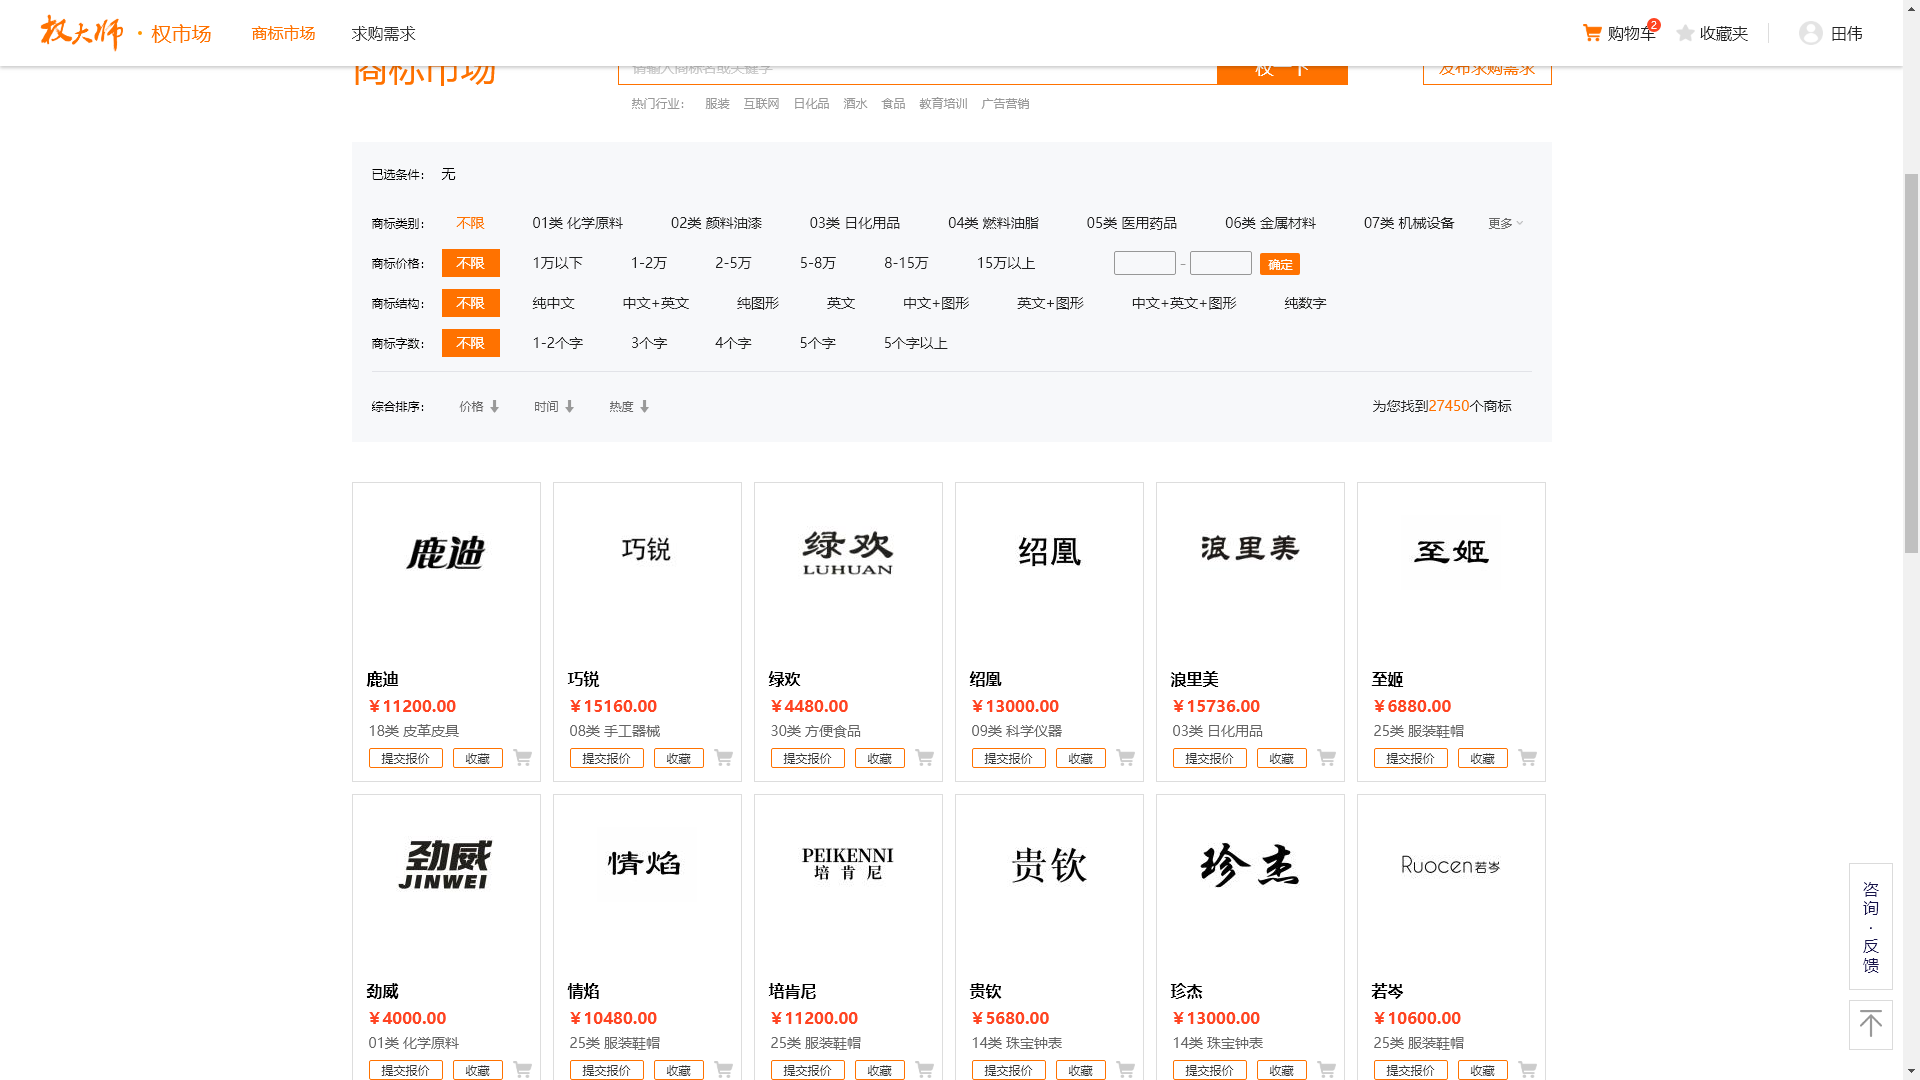 权大师 · 权市场 商标市场 求购需求 购物车 2 收藏夹 田伟
商标市场 请输入商标名或关键字 权一下 发布求购需求
热门行业： 服装 互联网 日化品 酒水 食品 教育培训 广告营销
已选条件： 无
商标类别： 不限 01类 化学原料 02类 颜料油漆 03类 日化用品 04类 燃料油脂 05类 医用药品 06类 金属材料 07类 机械设备 更多
商标价格： 不限 1万以下 1-2万 2-5万 5-8万 8-15万 15万以上 - 确定
商标结构： 不限 纯中文 中文+英文 纯图形 英文 中文+图形 英文+图形 中文+英文+图形 纯数字
商标字数： 不限 1-2个字 3个字 4个字 5个字 5个字以上
综合排序： 价格 时间 热度 为您找到27450个商标
鹿迪 巧锐 绿欢 绍凰 浪里美 至姬
LUHUAN
鹿迪 巧锐 绿欢 绍凰 浪里美 至姬
￥11200.00 ￥15160.00 ￥4480.00 ￥13000.00 ￥15736.00 ￥6880.00
18类 皮革皮具 08类 手工器械 30类 方便食品 09类 科学仪器 03类 日化用品 25类 服装鞋帽
提交报价 收藏 提交报价 收藏 提交报价 收藏 提交报价 收藏 提交报价 收藏 提交报价 收藏
劲威 情焰 PEIKENNI 贵钦 珍杰 Ruocen若岑
JINWEI 培肯尼
劲威 情焰 培肯尼 贵钦 珍杰 若岑
￥4000.00 ￥10480.00 ￥11200.00 ￥5680.00 ￥13000.00 ￥10600.00
01类 化学原料 25类 服装鞋帽 25类 服装鞋帽 14类 珠宝钟表 14类 珠宝钟表 25类 服装鞋帽
提交报价 收藏 提交报价 收藏 提交报价 收藏 提交报价 收藏 提交报价 收藏 提交报价 收藏
咨询·反馈